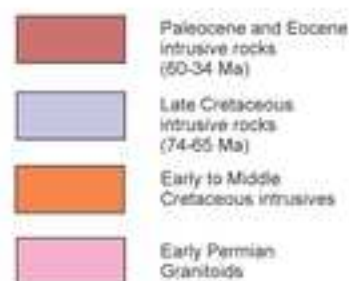 Paleocene and Eocene
intrusive rocks
(60-34 Ma)
Late Cretaceous
intrusive rocks
(74-65 Ma)
Early to Middle
Cretaceous intrusives
Early Permian
Granitoids